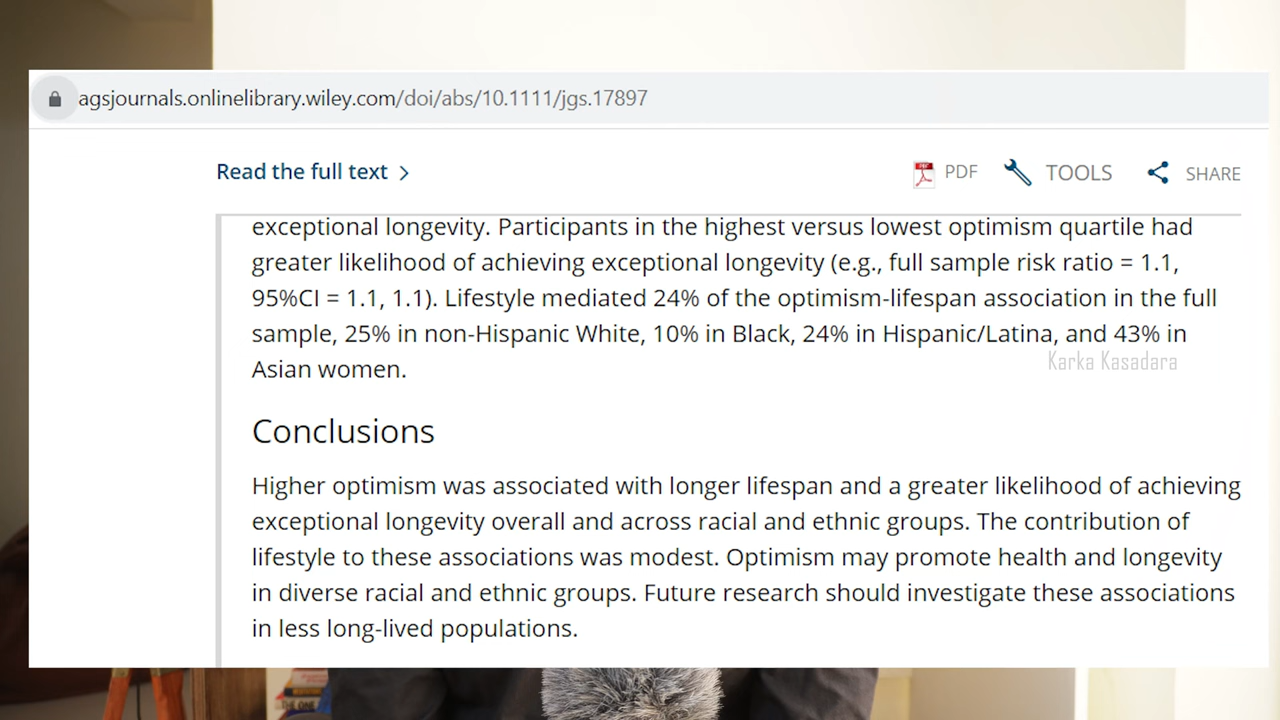 agsjournals.onlinelibrary.wiley.com/doi/abs/10.1111/jgs.17897
Read the full text >
PDF
TOOLS
SHARE
exceptional longevity. Participants in the highest versus lowest optimism quartile had
greater likelihood of achieving exceptional longevity (e.g., full sample risk ratio = 1.1,
95%CI = 1.1, 1.1). Lifestyle mediated 24% of the optimism-lifespan association in the full
sample, 25% in non-Hispanic White, 10% in Black, 24% in Hispanic/Latina, and 43% in
Asian women.
Karka Kasadara
Conclusions
Higher optimism was associated with longer lifespan and a greater likelihood of achieving
exceptional longevity overall and across racial and ethnic groups. The contribution of
lifestyle to these associations was modest. Optimism may promote health and longevity
in diverse racial and ethnic groups. Future research should investigate these associations
in less long-lived populations.